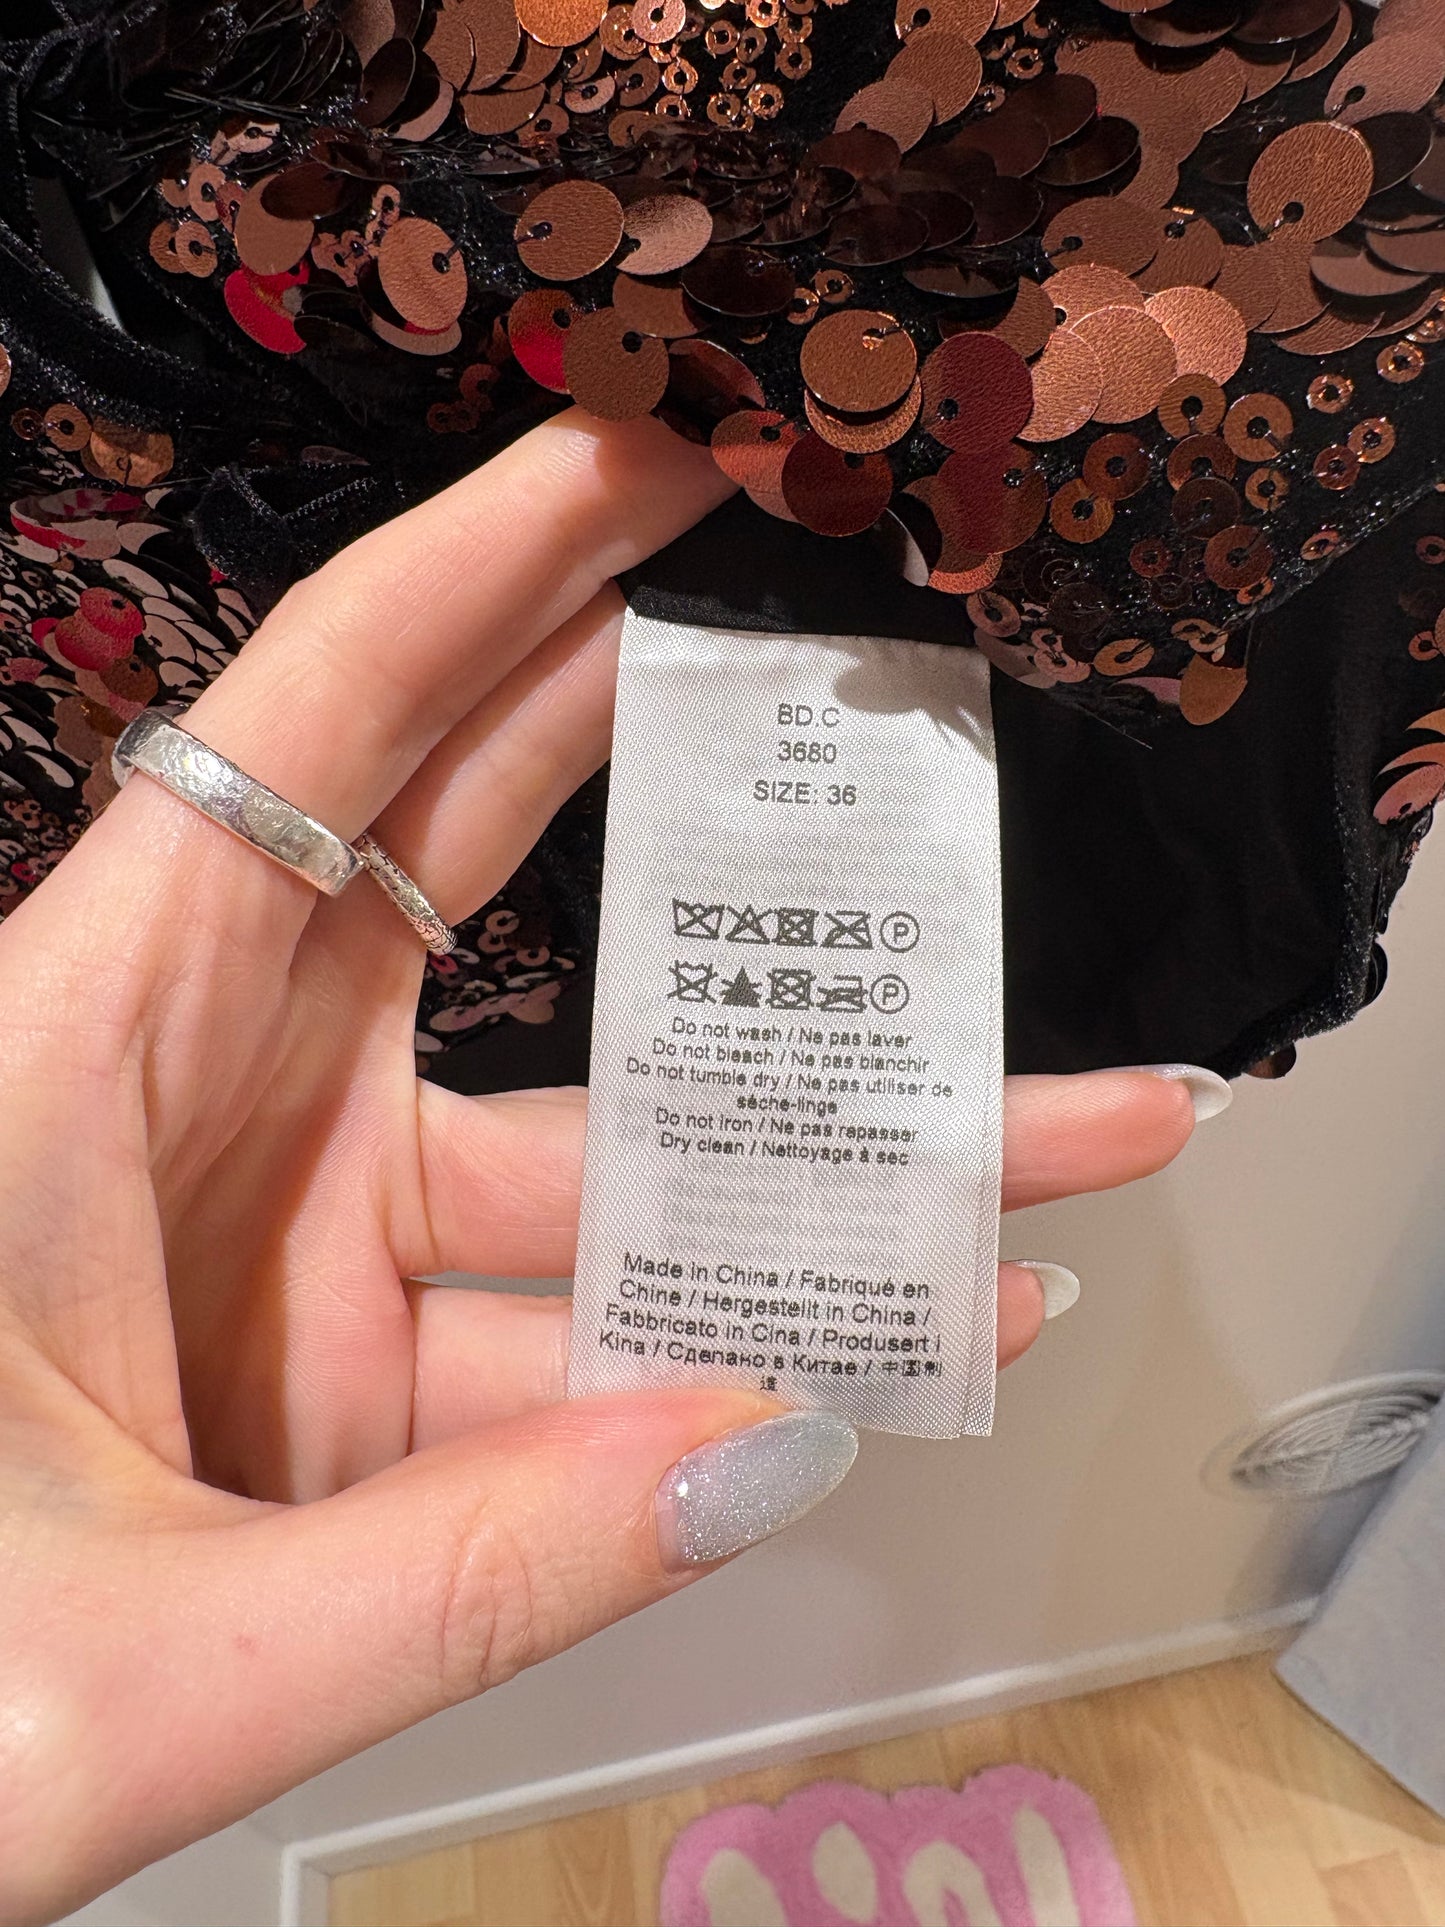 BD.C
3680
SIZE: 36
P
P
Do not wash / Ne pas laver
Do not bleach / Ne pas blanchir
Do not tumble dry / Ne pas utiliser de
sèche-linge
Do not iron / Ne pas repasser
Dry clean / Nettoyage à sec
Made in China / Fabriqué en
Chine / Hergestellt in China /
Fabbricato in Cina / Produsert i
Kina / Сделано в Китае / 中国制
造